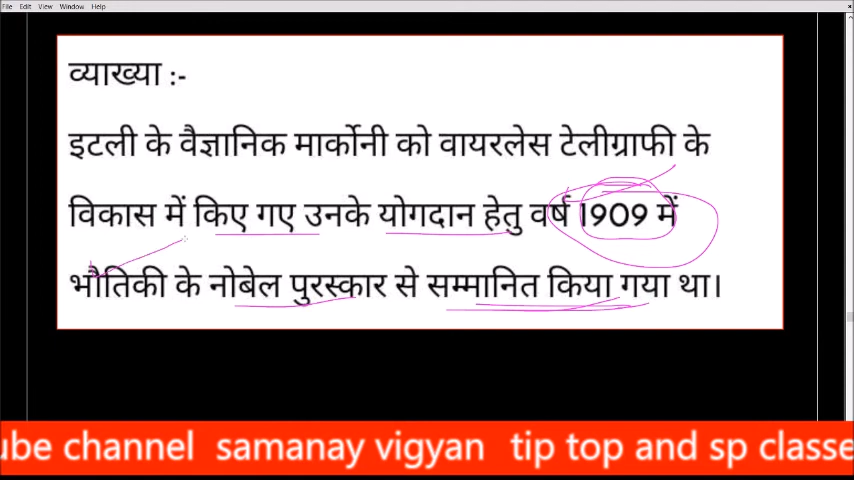 File Edit View Window Help
व्याख्या :-
इटली के वैज्ञानिक मार्कोनी को वायरलेस टेलीग्राफी के
विकास में किए गए उनके योगदान हेतु वर्ष 1909 में
भौतिकी के नोबेल पुरस्कार से सम्मानित किया गया था।
ube channel samanay vigyan tip top and sp classe